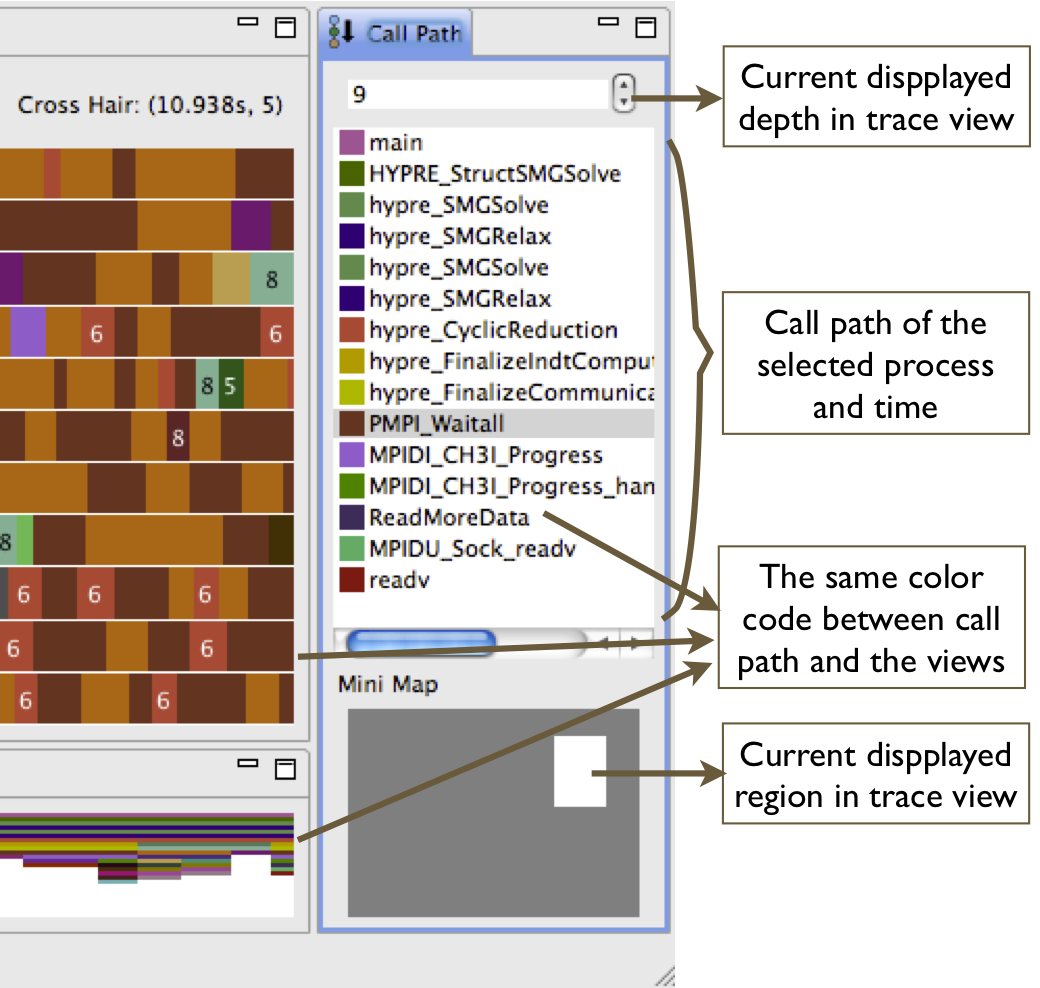 Call Path
Cross Hair: (10.938s, 5)
9
main
HYPRE_StructSMGSolve
hypre_SMGSolve
hypre_SMGRelax
hypre_SMGSolve
hypre_SMGRelax
hypre_CyclicReduction
hypre_FinalizeIndtComput
hypre_FinalizeCommunica
PMPI_Waitall
MPIDI_CH3I_Progress
MPIDI_CH3I_Progress_han
ReadMoreData
MPIDU_Sock_readv
readv
Mini Map
8
6 6
8 5
8
8
6 6 6
6 6
6 6
Current dispplayed
depth in trace view
Call path of the
selected process
and time
The same color
code between call
path and the views
Current dispplayed
region in trace view